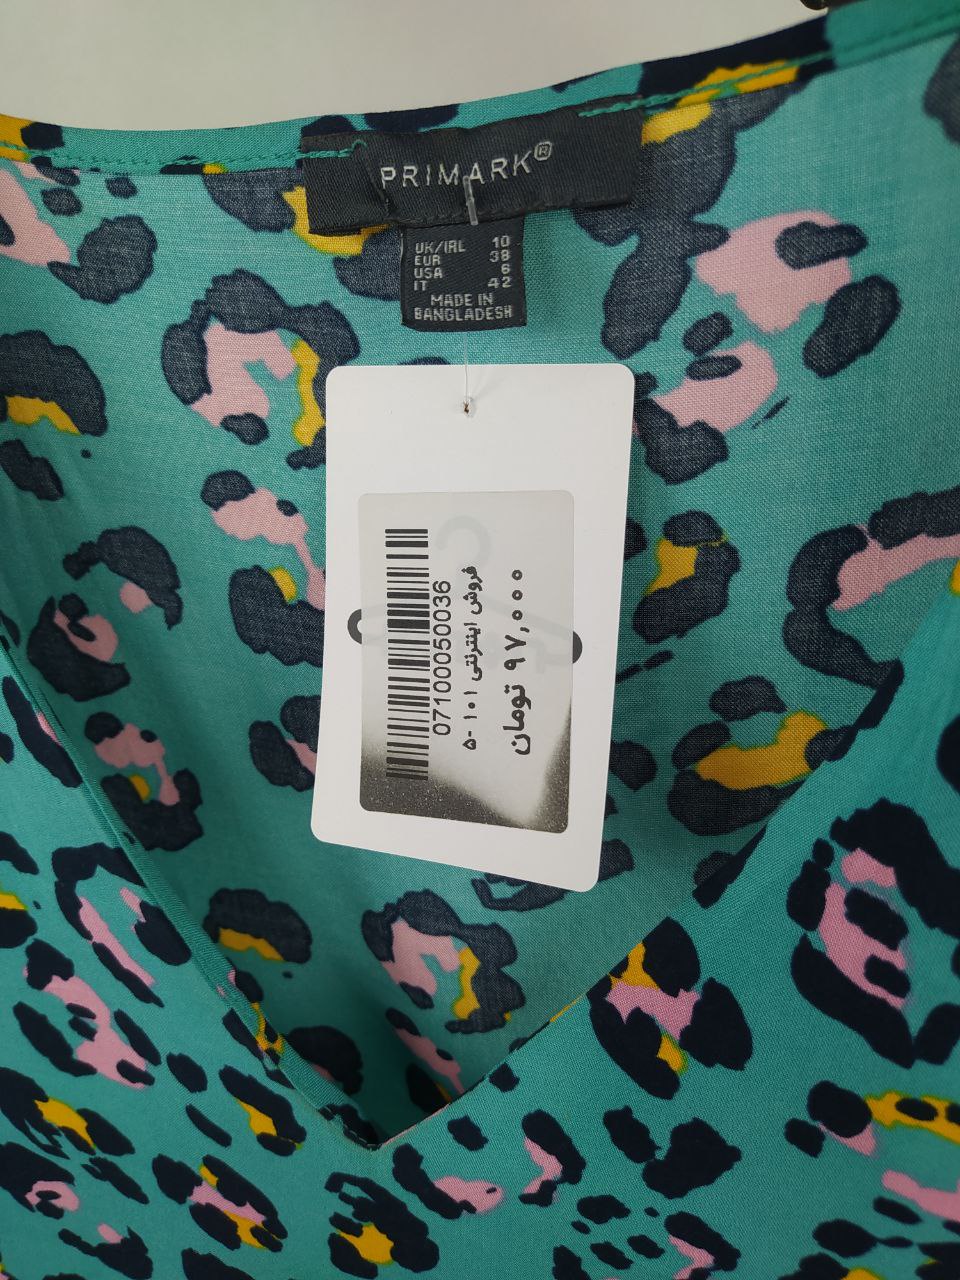 PRIMARK®
UK/IRL 10
EUR 38
USA 6
IT 42
MADE IN
BANGLADESH
07100050036
فروش اینترنتی ۱۰۱-۵
۹۷,۰۰۰ تومان